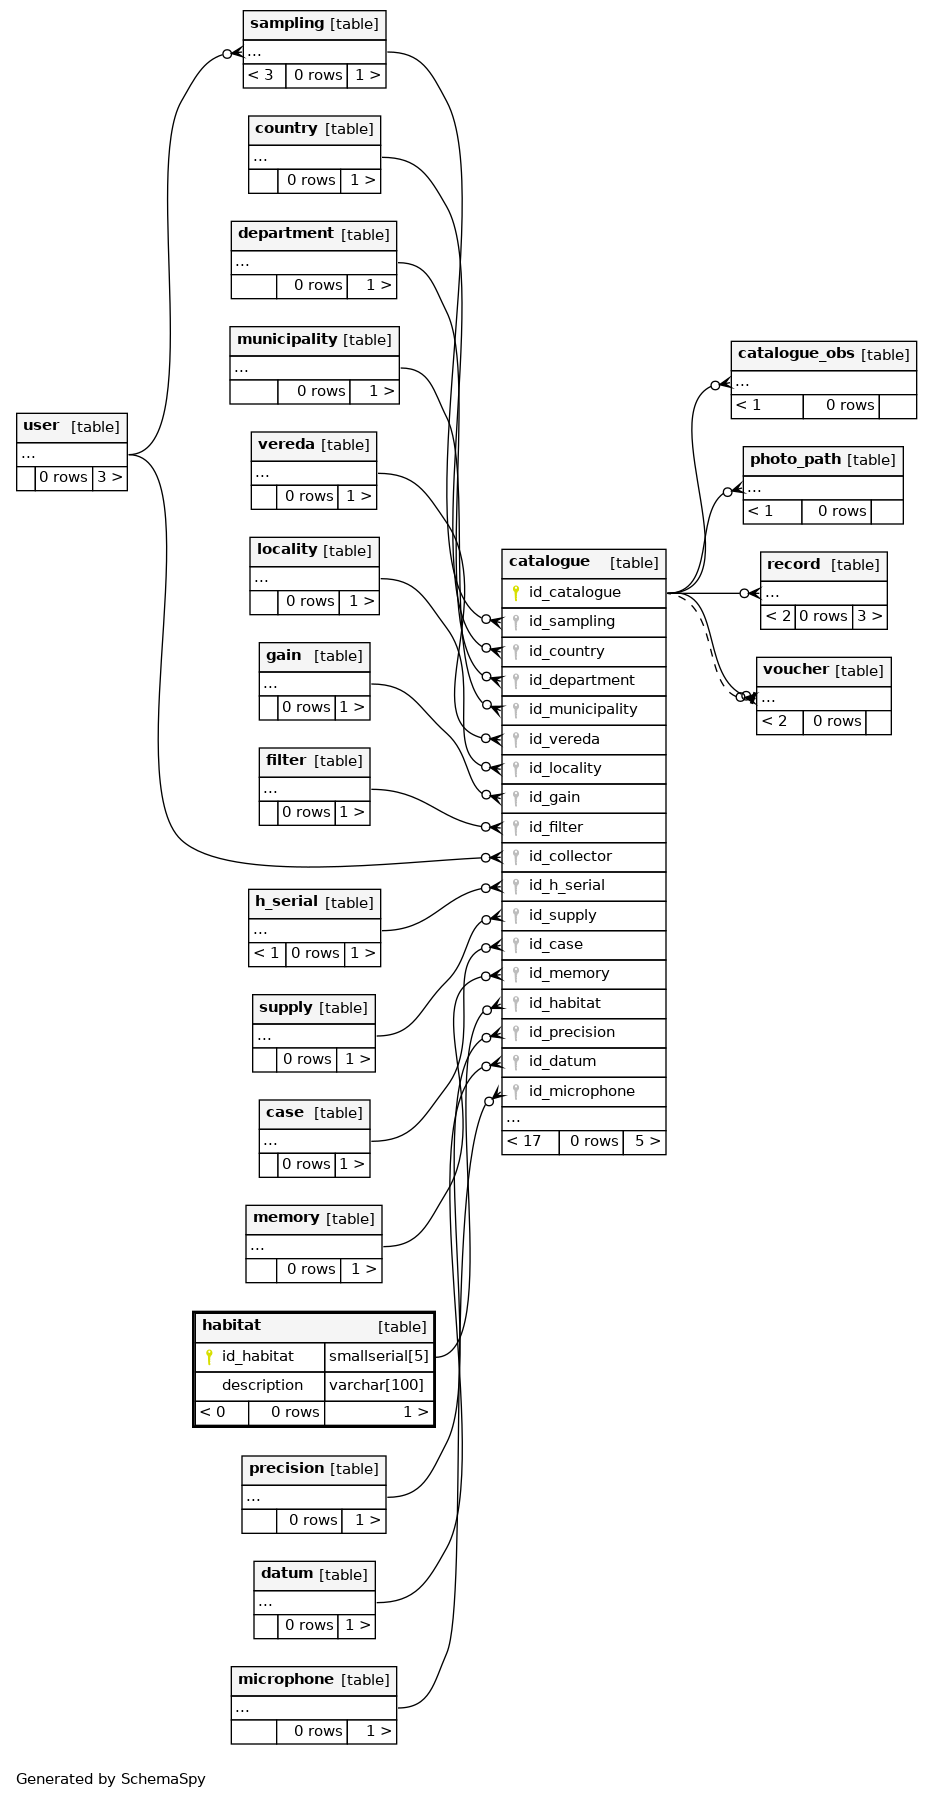 sampling [table]
...
< 3 0 rows 1 >
country [table]
...
0 rows 1 >
department [table]
...
0 rows 1 >
municipality [table]
...
0 rows 1 >
user [table]
...
0 rows 3 >
vereda [table]
...
0 rows 1 >
locality [table]
...
0 rows 1 >
gain [table]
...
0 rows 1 >
filter [table]
...
0 rows 1 >
h_serial [table]
...
< 1 0 rows 1 >
supply [table]
...
0 rows 1 >
case [table]
...
0 rows 1 >
memory [table]
...
0 rows 1 >
habitat [table]
id_habitat smallserial[5]
description varchar[100]
< 0 0 rows 1 >
precision [table]
...
0 rows 1 >
datum [table]
...
0 rows 1 >
microphone [table]
...
0 rows 1 >
catalogue [table]
id_catalogue
id_sampling
id_country
id_department
id_municipality
id_vereda
id_locality
id_gain
id_filter
id_collector
id_h_serial
id_supply
id_case
id_memory
id_habitat
id_precision
id_datum
id_microphone
...
< 17 0 rows 5 >
catalogue_obs [table]
...
< 1 0 rows
photo_path [table]
...
< 1 0 rows
record [table]
...
< 2 0 rows 3 >
voucher [table]
...
< 2 0 rows
Generated by SchemaSpy